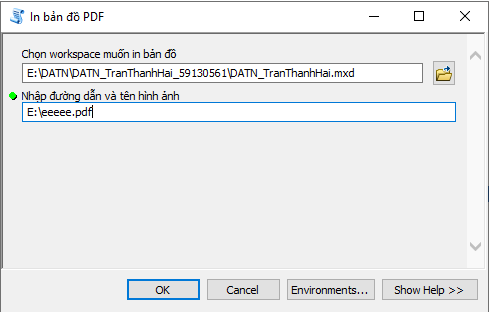 In bản đồ PDF
Chọn workspace muốn in bản đồ
E:\DATN\DATN_TranThanhHai_59130561\DATN_TranThanhHai.mxd
Nhập đường dẫn và tên hình ảnh
E:\eeeee.pdf
OK Cancel Environments... Show Help >>